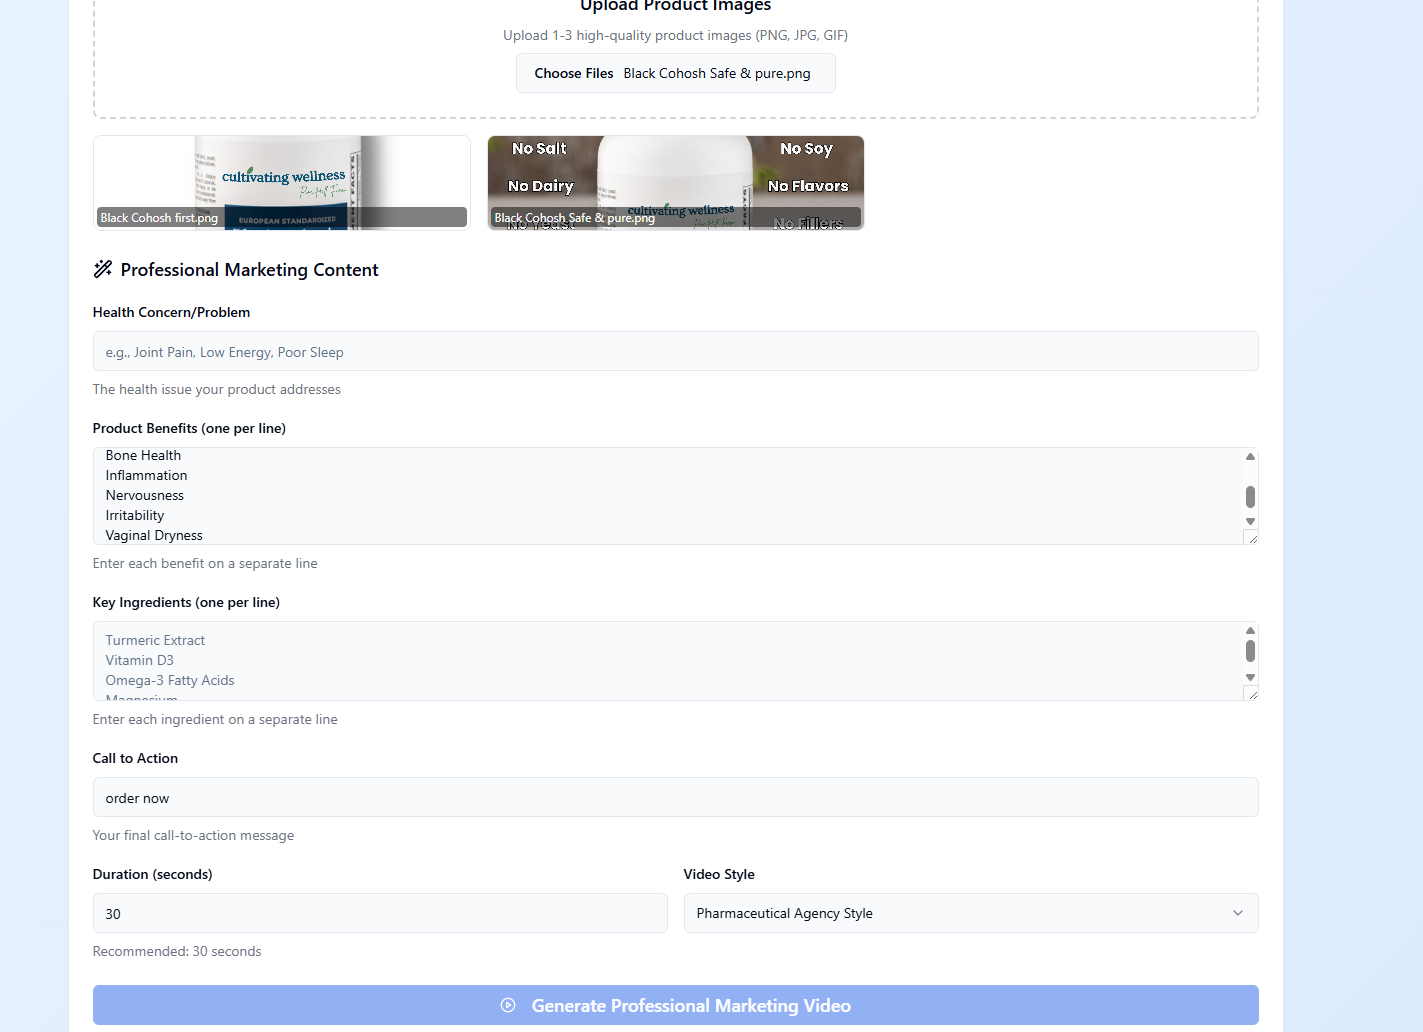 Upload Product Images
Upload 1-3 high-quality product images (PNG, JPG, GIF)
Choose Files Black Cohosh Safe & pure.png
cultivating wellness
EUROPEAN STANDARDIZED
Black Cohosh first.png
No Salt
No Soy
No Dairy
No Flavors
cultivating wellness
Black Cohosh Safe & pure.png
No Yeast
No Fillers
Professional Marketing Content
Health Concern/Problem
e.g., Joint Pain, Low Energy, Poor Sleep
The health issue your product addresses
Product Benefits (one per line)
Bone Health
Inflammation
Nervousness
Irritability
Vaginal Dryness
Enter each benefit on a separate line
Key Ingredients (one per line)
Turmeric Extract
Vitamin D3
Omega-3 Fatty Acids
Magnesium
Enter each ingredient on a separate line
Call to Action
order now
Your final call-to-action message
Duration (seconds)
Video Style
30
Pharmaceutical Agency Style
Recommended: 30 seconds
Generate Professional Marketing Video